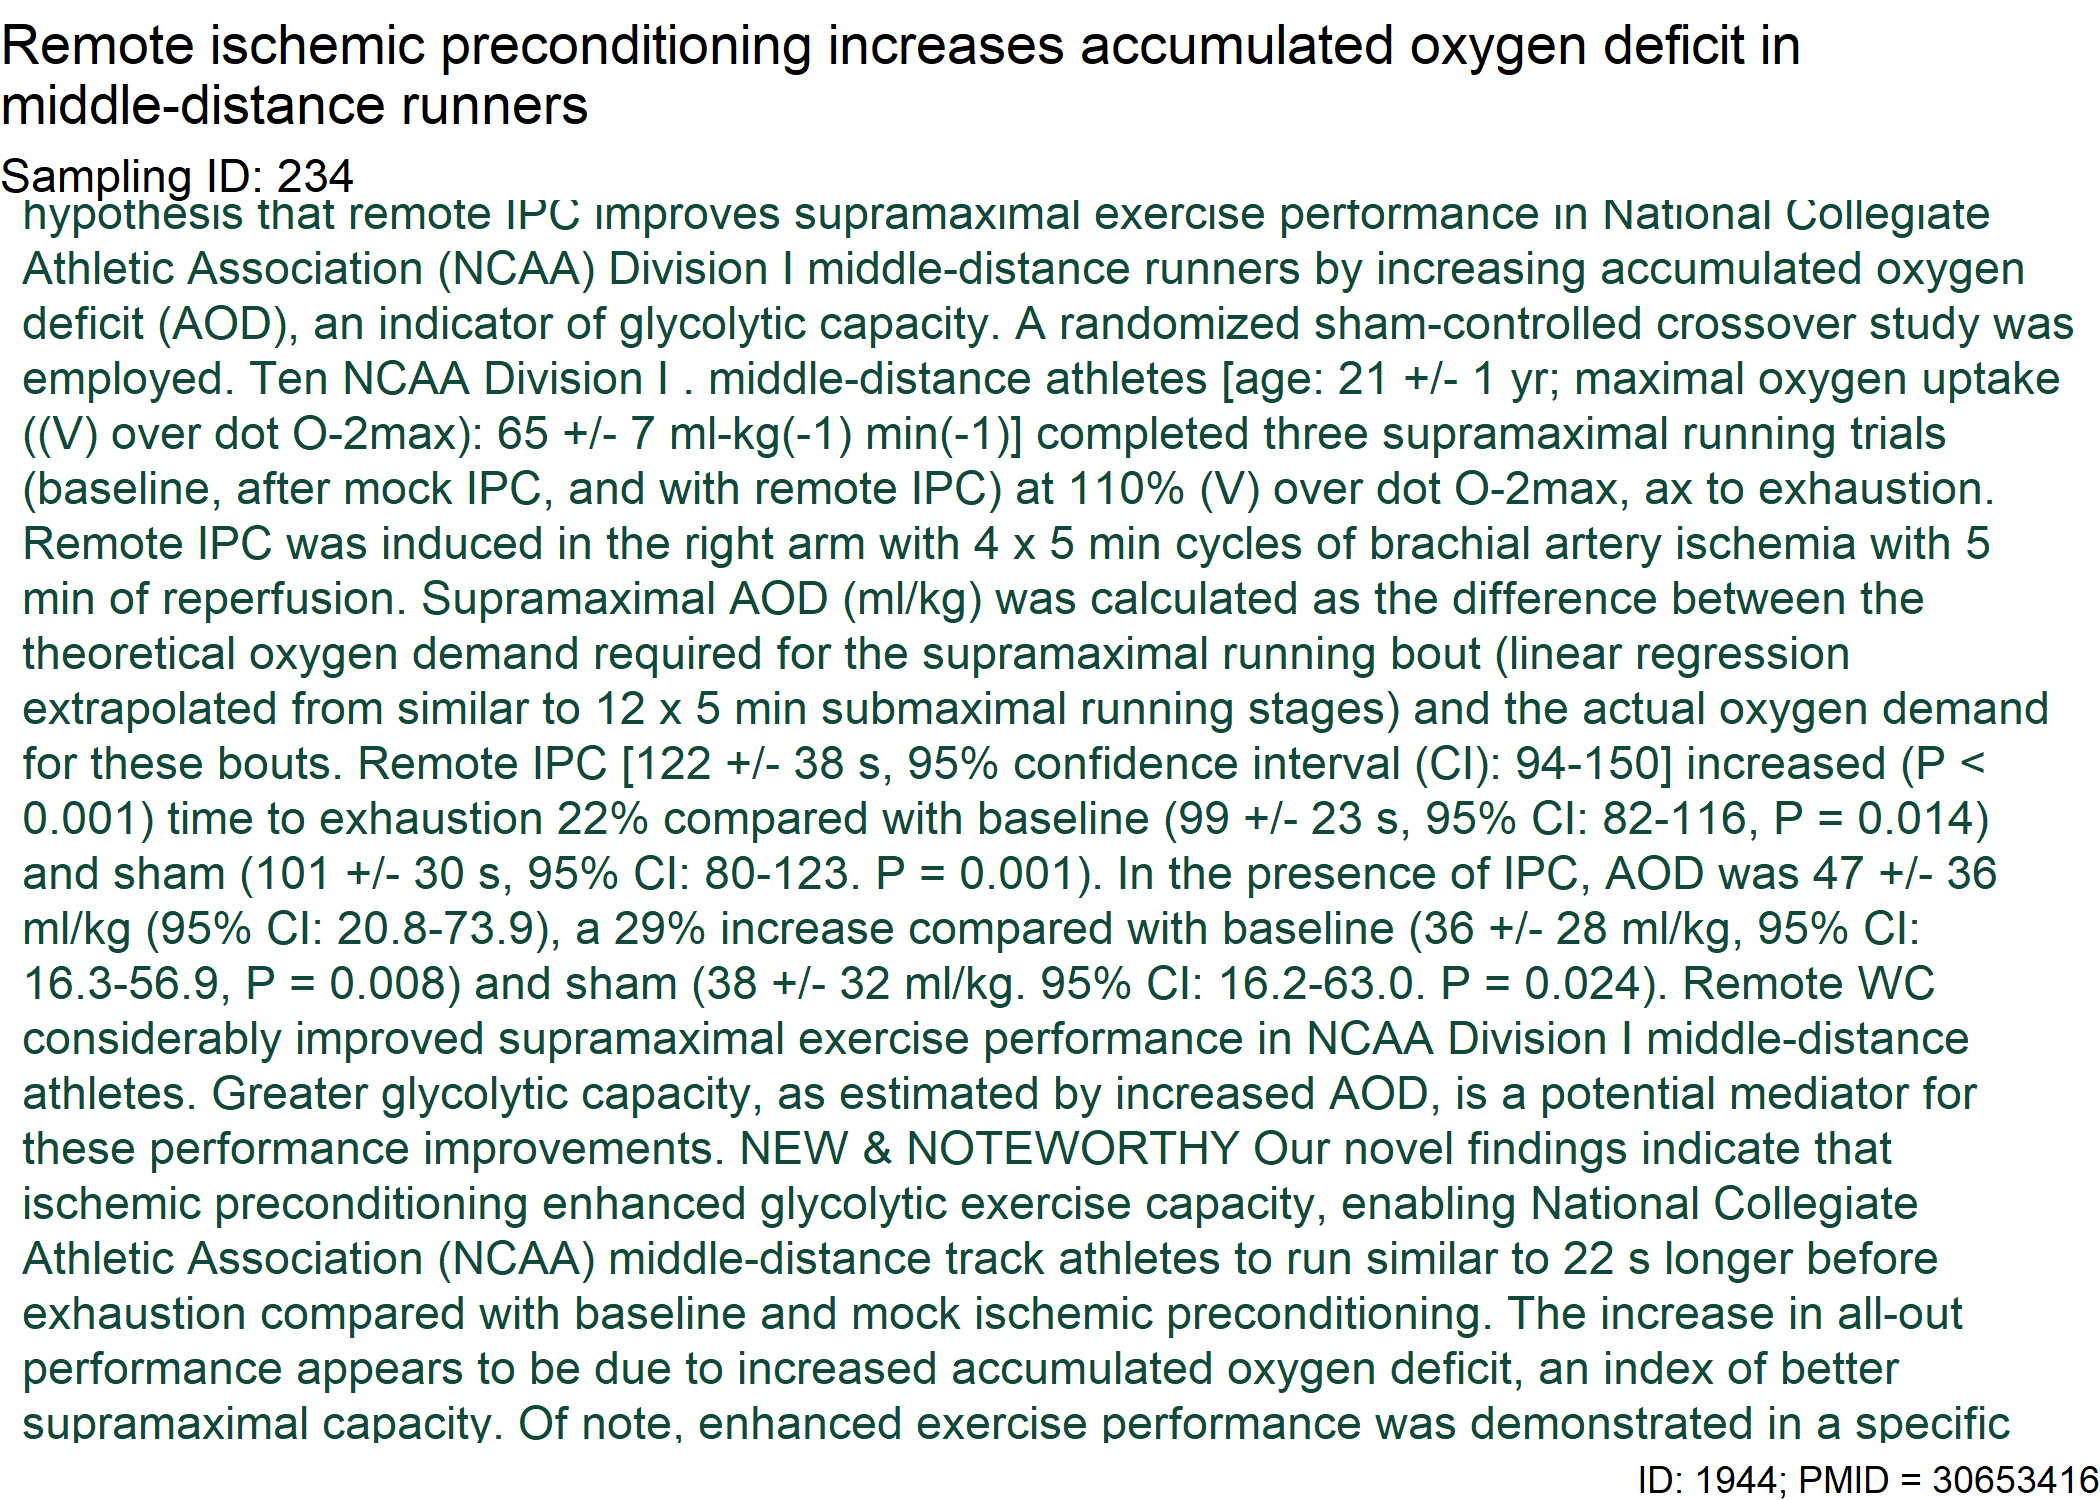 Remote ischemic preconditioning increases accumulated oxygen deficit in
middle-distance runners
Sampling ID: 234
hypothesis that remote IPC improves supramaximal exercise performance in National Collegiate
Athletic Association (NCAA) Division I middle-distance runners by increasing accumulated oxygen
deficit (AOD), an indicator of glycolytic capacity. A randomized sham-controlled crossover study was
employed. Ten NCAA Division I . middle-distance athletes [age: 21 +/- 1 yr; maximal oxygen uptake
((V) over dot O-2max): 65 +/- 7 ml-kg(-1) min(-1)] completed three supramaximal running trials
(baseline, after mock IPC, and with remote IPC) at 110% (V) over dot O-2max, ax to exhaustion.
Remote IPC was induced in the right arm with 4 x 5 min cycles of brachial artery ischemia with 5
min of reperfusion. Supramaximal AOD (ml/kg) was calculated as the difference between the
theoretical oxygen demand required for the supramaximal running bout (linear regression
extrapolated from similar to 12 x 5 min submaximal running stages) and the actual oxygen demand
for these bouts. Remote IPC [122 +/- 38 s, 95% confidence interval (CI): 94-150] increased (P <
0.001) time to exhaustion 22% compared with baseline (99 +/- 23 s, 95% CI: 82-116, P = 0.014)
and sham (101 +/- 30 s, 95% CI: 80-123. P = 0.001). In the presence of IPC, AOD was 47 +/- 36
ml/kg (95% CI: 20.8-73.9), a 29% increase compared with baseline (36 +/- 28 ml/kg, 95% CI:
16.3-56.9, P = 0.008) and sham (38 +/- 32 ml/kg. 95% CI: 16.2-63.0. P = 0.024). Remote WC
considerably improved supramaximal exercise performance in NCAA Division I middle-distance
athletes. Greater glycolytic capacity, as estimated by increased AOD, is a potential mediator for
these performance improvements. NEW & NOTEWORTHY Our novel findings indicate that
ischemic preconditioning enhanced glycolytic exercise capacity, enabling National Collegiate
Athletic Association (NCAA) middle-distance track athletes to run similar to 22 s longer before
exhaustion compared with baseline and mock ischemic preconditioning. The increase in all-out
performance appears to be due to increased accumulated oxygen deficit, an index of better
supramaximal capacity. Of note, enhanced exercise performance was demonstrated in a specific
ID: 1944; PMID = 30653416